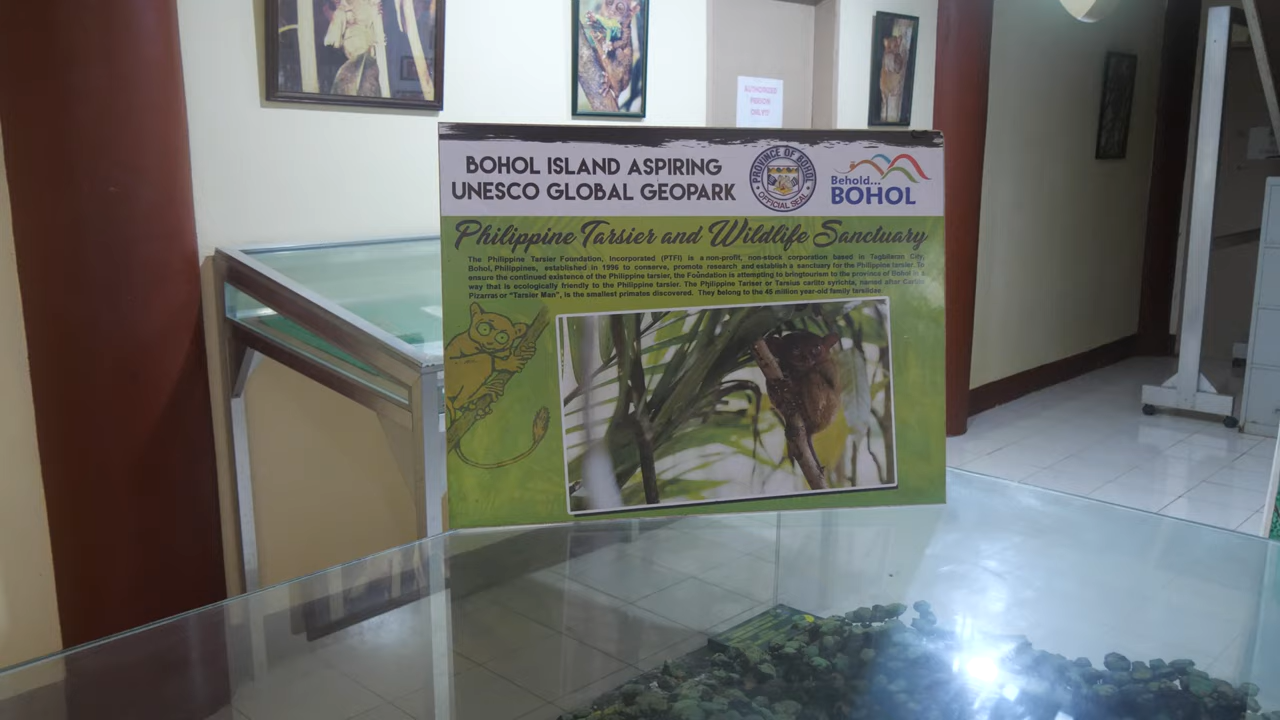 AUTHORIZED
PERSON
ONLY!!
BOHOL ISLAND ASPIRING
UNESCO GLOBAL GEOPARK
PROVINCE OF BOHOL
OFFICIAL SEAL
Behold...
BOHOL
Philippine Tarsier and Wildlife Sanctuary
The Philippine Tarsier Foundation, Incorporated (PTFI) is a non-profit, non-stock corporation based in Tagbilaran City,
Bohol, Philippines, established in 1996 to conserve, promote research and establish a sanctuary for the Philippine tarsier. To
ensure the continued existence of the Philippine tarsier, the Foundation is attempting to bringtourism to the province of Bohol in a
way that is ecologically friendly to the Philippine tarsier. The Philippine Tariser or Tarsius carlito syrichta, named after Carlito
Pizarras or "Tarsier Man", is the smallest primates discovered. They belong to the 45 million year-old family tarsiidae